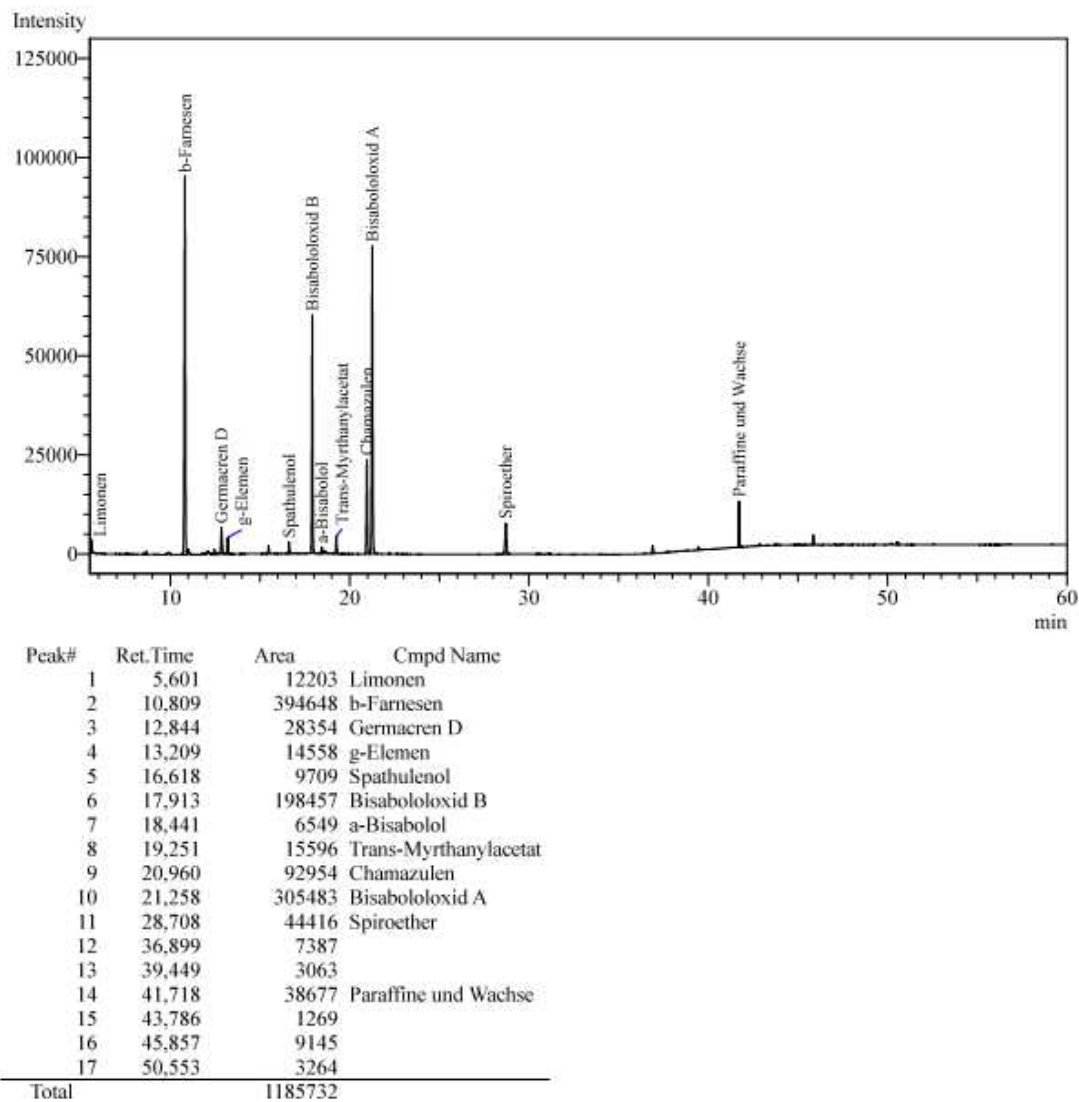 Intensity
125000
100000
75000
50000
25000
0
Limonen
b-Farnesen
Germacren D
g-Elemen
Spathulenol
Bisabololoxid B
a-Bisabolol
Trans-Myrthanylacetat
Chamazulen
Bisabololoxid A
Spiroether
Paraffine und Wachse
10 20 30 40 50 60
min
Peak# Ret.Time Area Cmpd Name
1 5,601 12203 Limonen
2 10,809 394648 b-Farnesen
3 12,844 28354 Germacren D
4 13,209 14558 g-Elemen
5 16,618 9709 Spathulenol
6 17,913 198457 Bisabololoxid B
7 18,441 6549 a-Bisabolol
8 19,251 15596 Trans-Myrthanylacetat
9 20,960 92954 Chamazulen
10 21,258 305483 Bisabololoxid A
11 28,708 44416 Spiroether
12 36,899 7387
13 39,449 3063
14 41,718 38677 Paraffine und Wachse
15 43,786 1269
16 45,857 9145
17 50,553 3264
Total 1185732